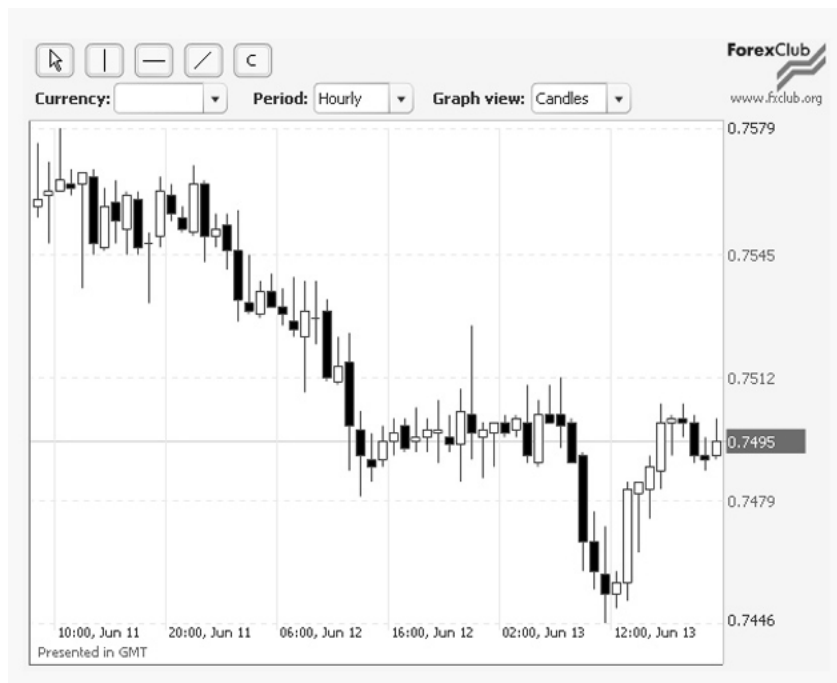 C
ForexClub
www.fxclub.org
Currency:
Period: Hourly
Graph view: Candles
0.7579
0.7545
0.7512
0.7495
0.7479
0.7446
10:00, Jun 11
20:00, Jun 11
06:00, Jun 12
16:00, Jun 12
02:00, Jun 13
12:00, Jun 13
Presented in GMT